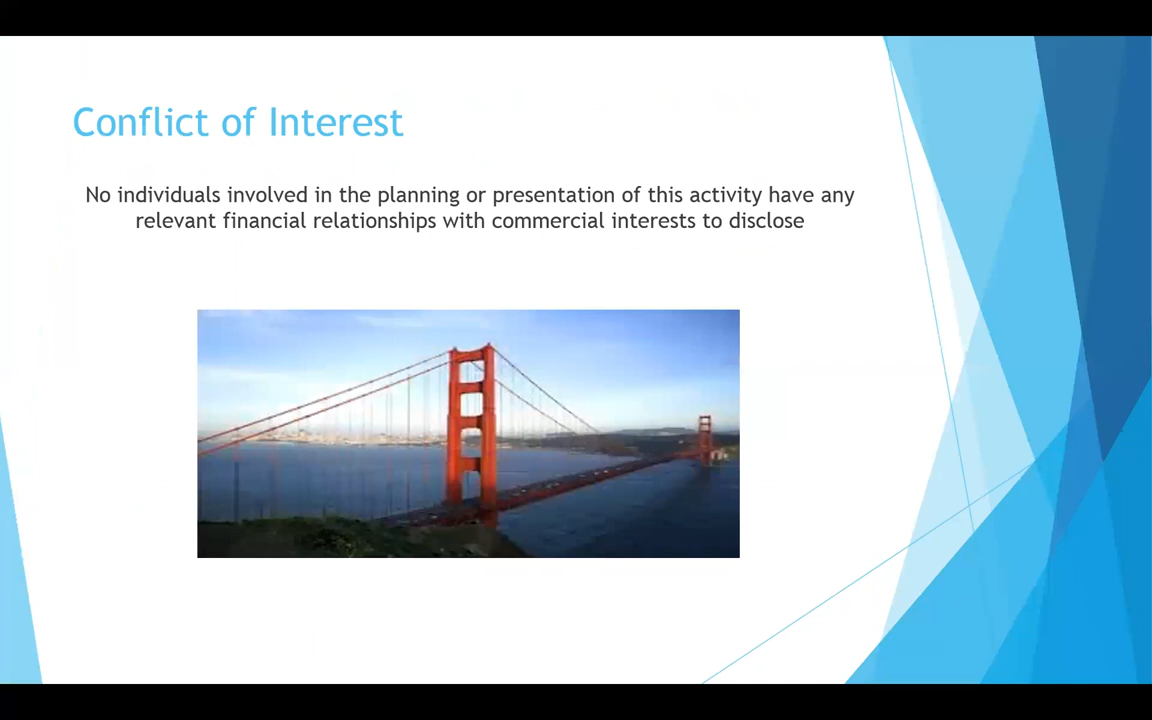 Conflict of Interest
No individuals involved in the planning or presentation of this activity have any
relevant financial relationships with commercial interests to disclose